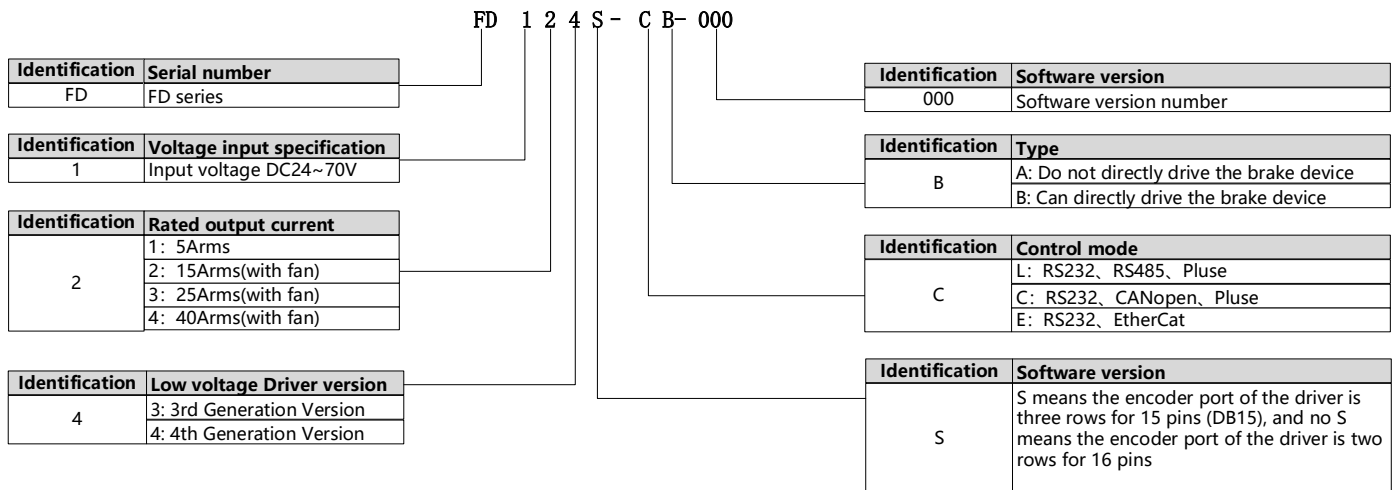 FD 1 2 4 S - C B- 000
Identification Serial number
FD FD series
Identification Voltage input specification
1 Input voltage DC24~70V
Identification Rated output current
2
1：5Arms
2：15Arms(with fan)
3：25Arms(with fan)
4：40Arms(with fan)
Identification Low voltage Driver version
4
3: 3rd Generation Version
4: 4th Generation Version
Identification Software version
000 Software version number
Identification Type
B
A: Do not directly drive the brake device
B: Can directly drive the brake device
Identification Control mode
C
L：RS232、RS485、Pluse
C：RS232、CANopen、Pluse
E：RS232、EtherCat
Identification Software version
S
S means the encoder port of the driver is
three rows for 15 pins (DB15), and no S
means the encoder port of the driver is two
rows for 16 pins